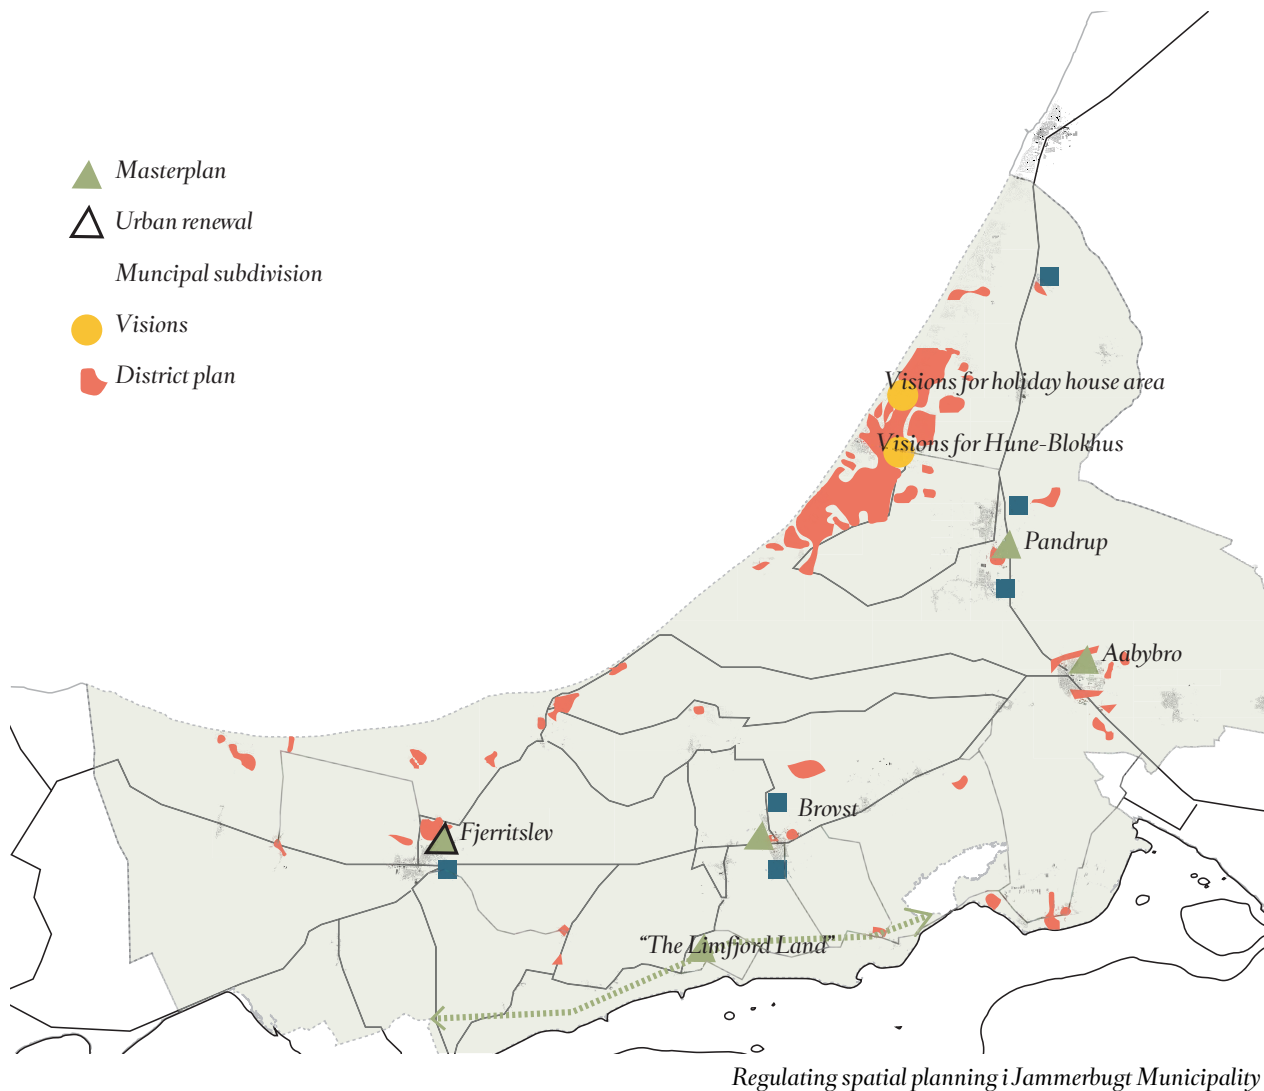 Masterplan
Urban renewal
Muncipal subdivision
Visions
District plan
Visions for holiday house area
Visions for Hune-Blokhus
Pandrup
Aabybro
Brovst
Fjerritslev
“The Limfjord Land”
Regulating spatial planning i Jammerbugt Municipality